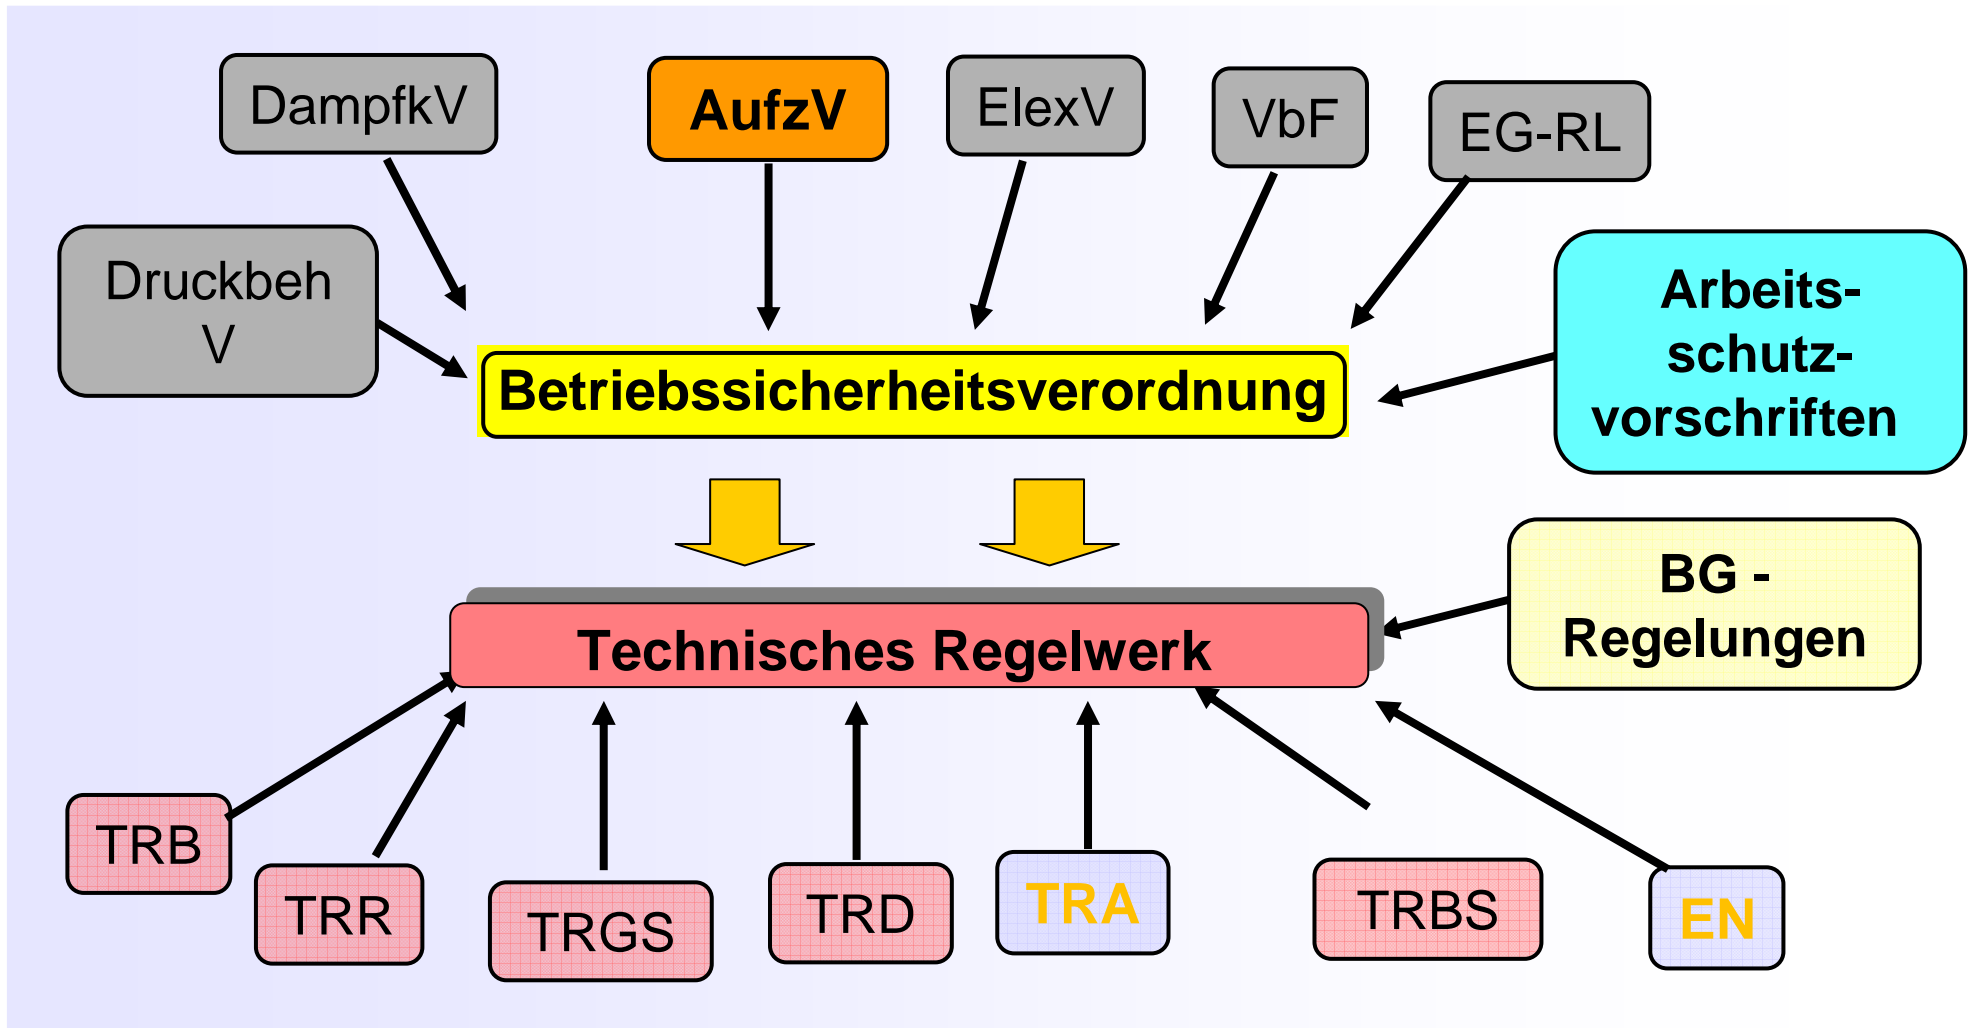 DampfkV
AufzV
ElexV
VbF
EG-RL
Druckbeh
V
Arbeits-
schutz-
vorschriften
Betriebssicherheitsverordnung
BG -
Regelungen
Technisches Regelwerk
TRB
TRR
TRGS
TRD
TRA
TRBS
EN